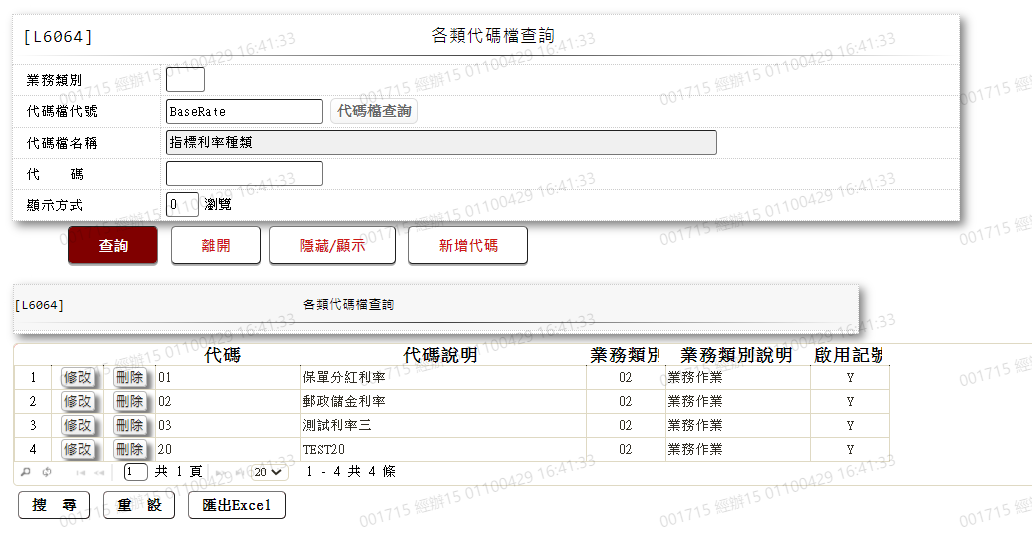 [L6064] 各類代碼檔查詢
業務類別
代碼檔代號 BaseRate 代碼檔查詢
代碼檔名稱 指標利率種類
代 碼
顯示方式 0 瀏覽
查詢 離開 隱藏/顯示 新增代碼
[L6064] 各類代碼檔查詢
代碼 代碼說明 業務類別 業務類別說明 啟用記號
1 修改 刪除 01 保單分紅利率 02 業務作業 Y
2 修改 刪除 02 郵政儲金利率 02 業務作業 Y
3 修改 刪除 03 測試利率三 02 業務作業 Y
4 修改 刪除 20 TEST20 02 業務作業 Y
1 共 1 頁 20 1 - 4 共 4 條
搜 尋 重 設 匯出Excel
001715 經辦15 01100429 16:41:33